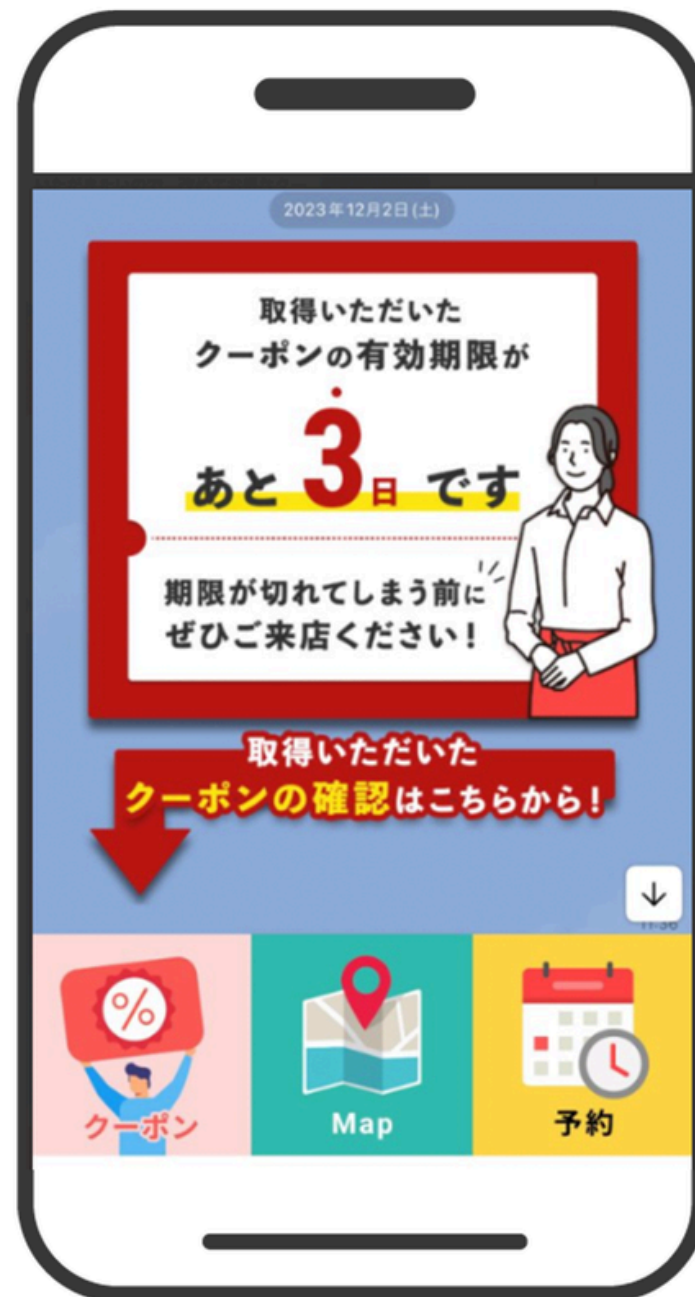 2023年12月2日(土)
取得いただいた
クーポンの有効期限が
あと3日 です
期限が切れてしまう前に
ぜひご来店ください!
取得いただいた
クーポンの確認はこちらから!
11:36
%
クーポン
Map
予約